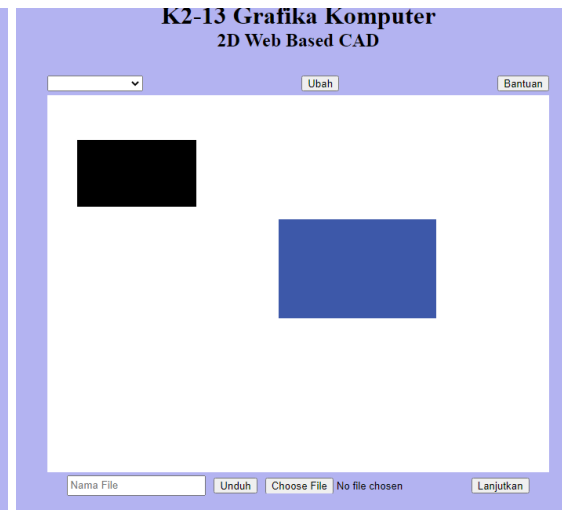 K2-13 Grafika Komputer
2D Web Based CAD
Ubah Bantuan
Nama File Unduh Choose File No file chosen Lanjutkan